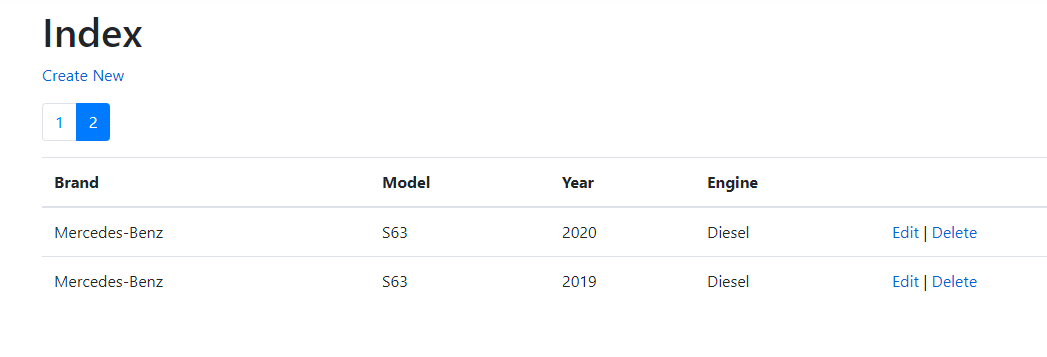 Index
Create New
1 2
Brand Model Year Engine
Mercedes-Benz S63 2020 Diesel Edit | Delete
Mercedes-Benz S63 2019 Diesel Edit | Delete